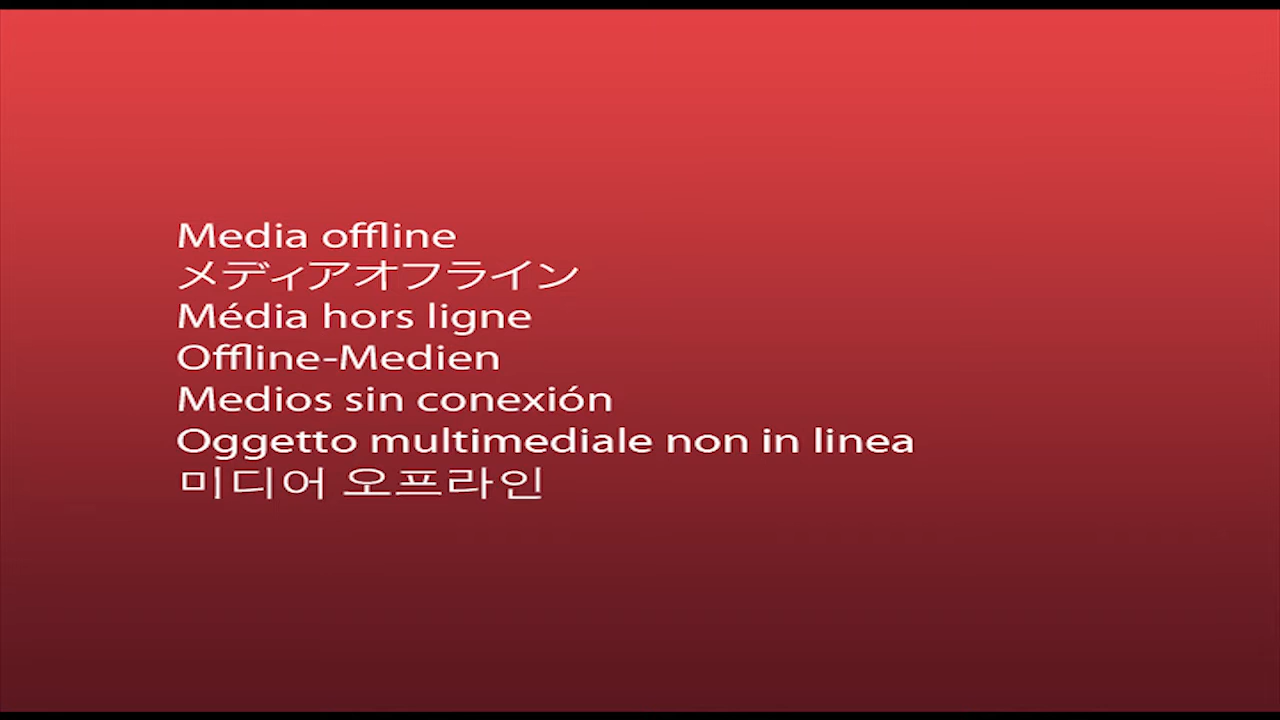 Media offline
メディアオフライン
Média hors ligne
Offline-Medien
Medios sin conexión
Oggetto multimediale non in linea
미디어 오프라인